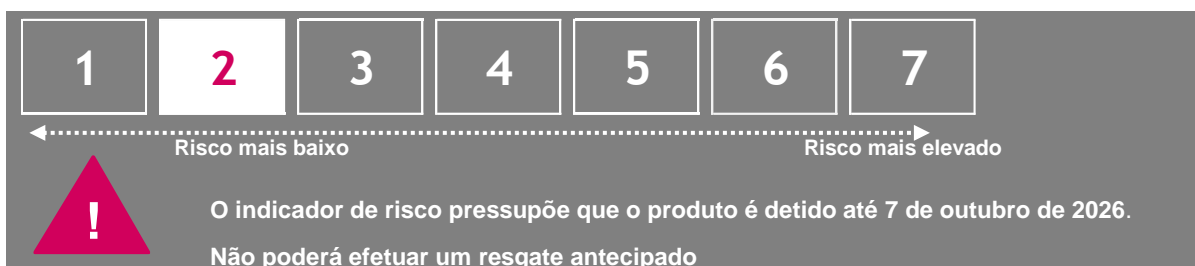 1 2 3 4 5 6 7
Risco mais baixo Risco mais elevado
! O indicador de risco pressupõe que o produto é detido até 7 de outubro de 2026.
Não poderá efetuar um resgate antecipado